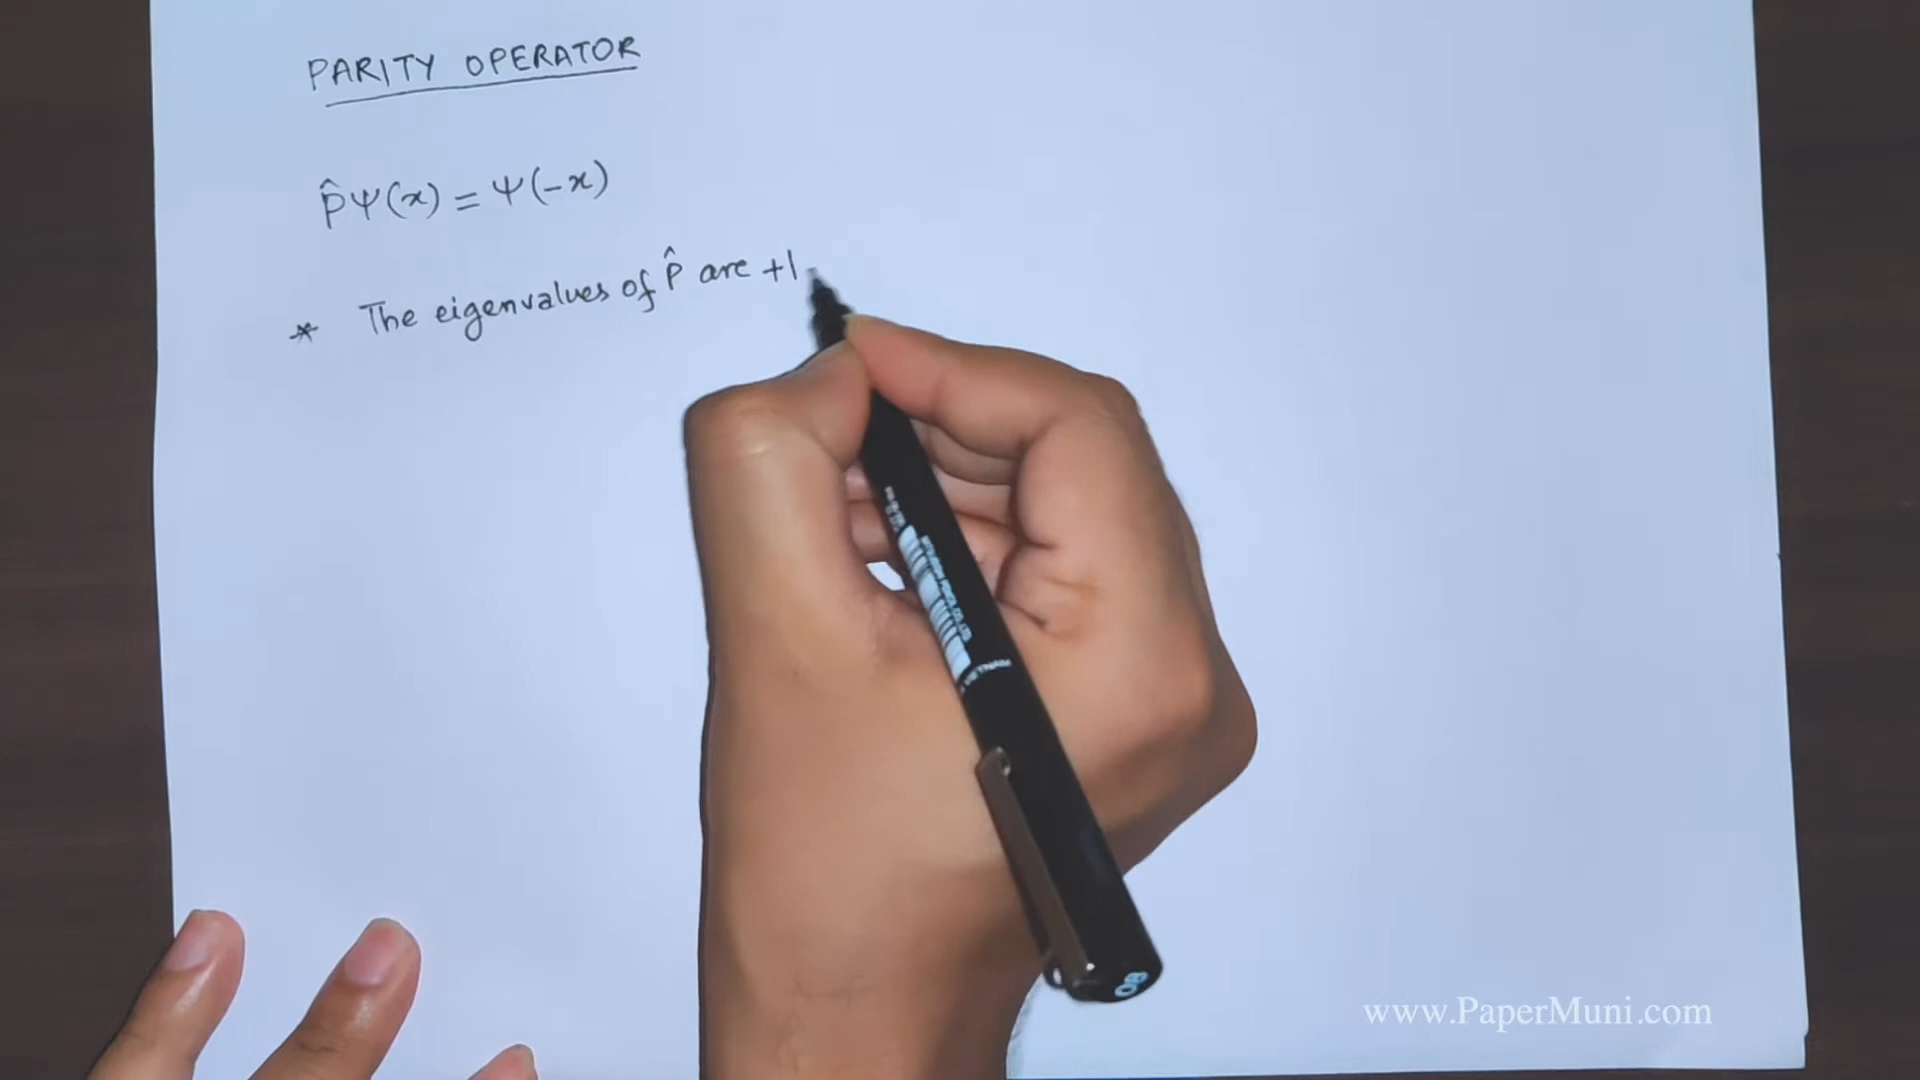 PARITY OPERATOR
P̂Ψ(x) = Ψ(-x)
* The eigenvalues of P̂ are +1
www.PaperMuni.com